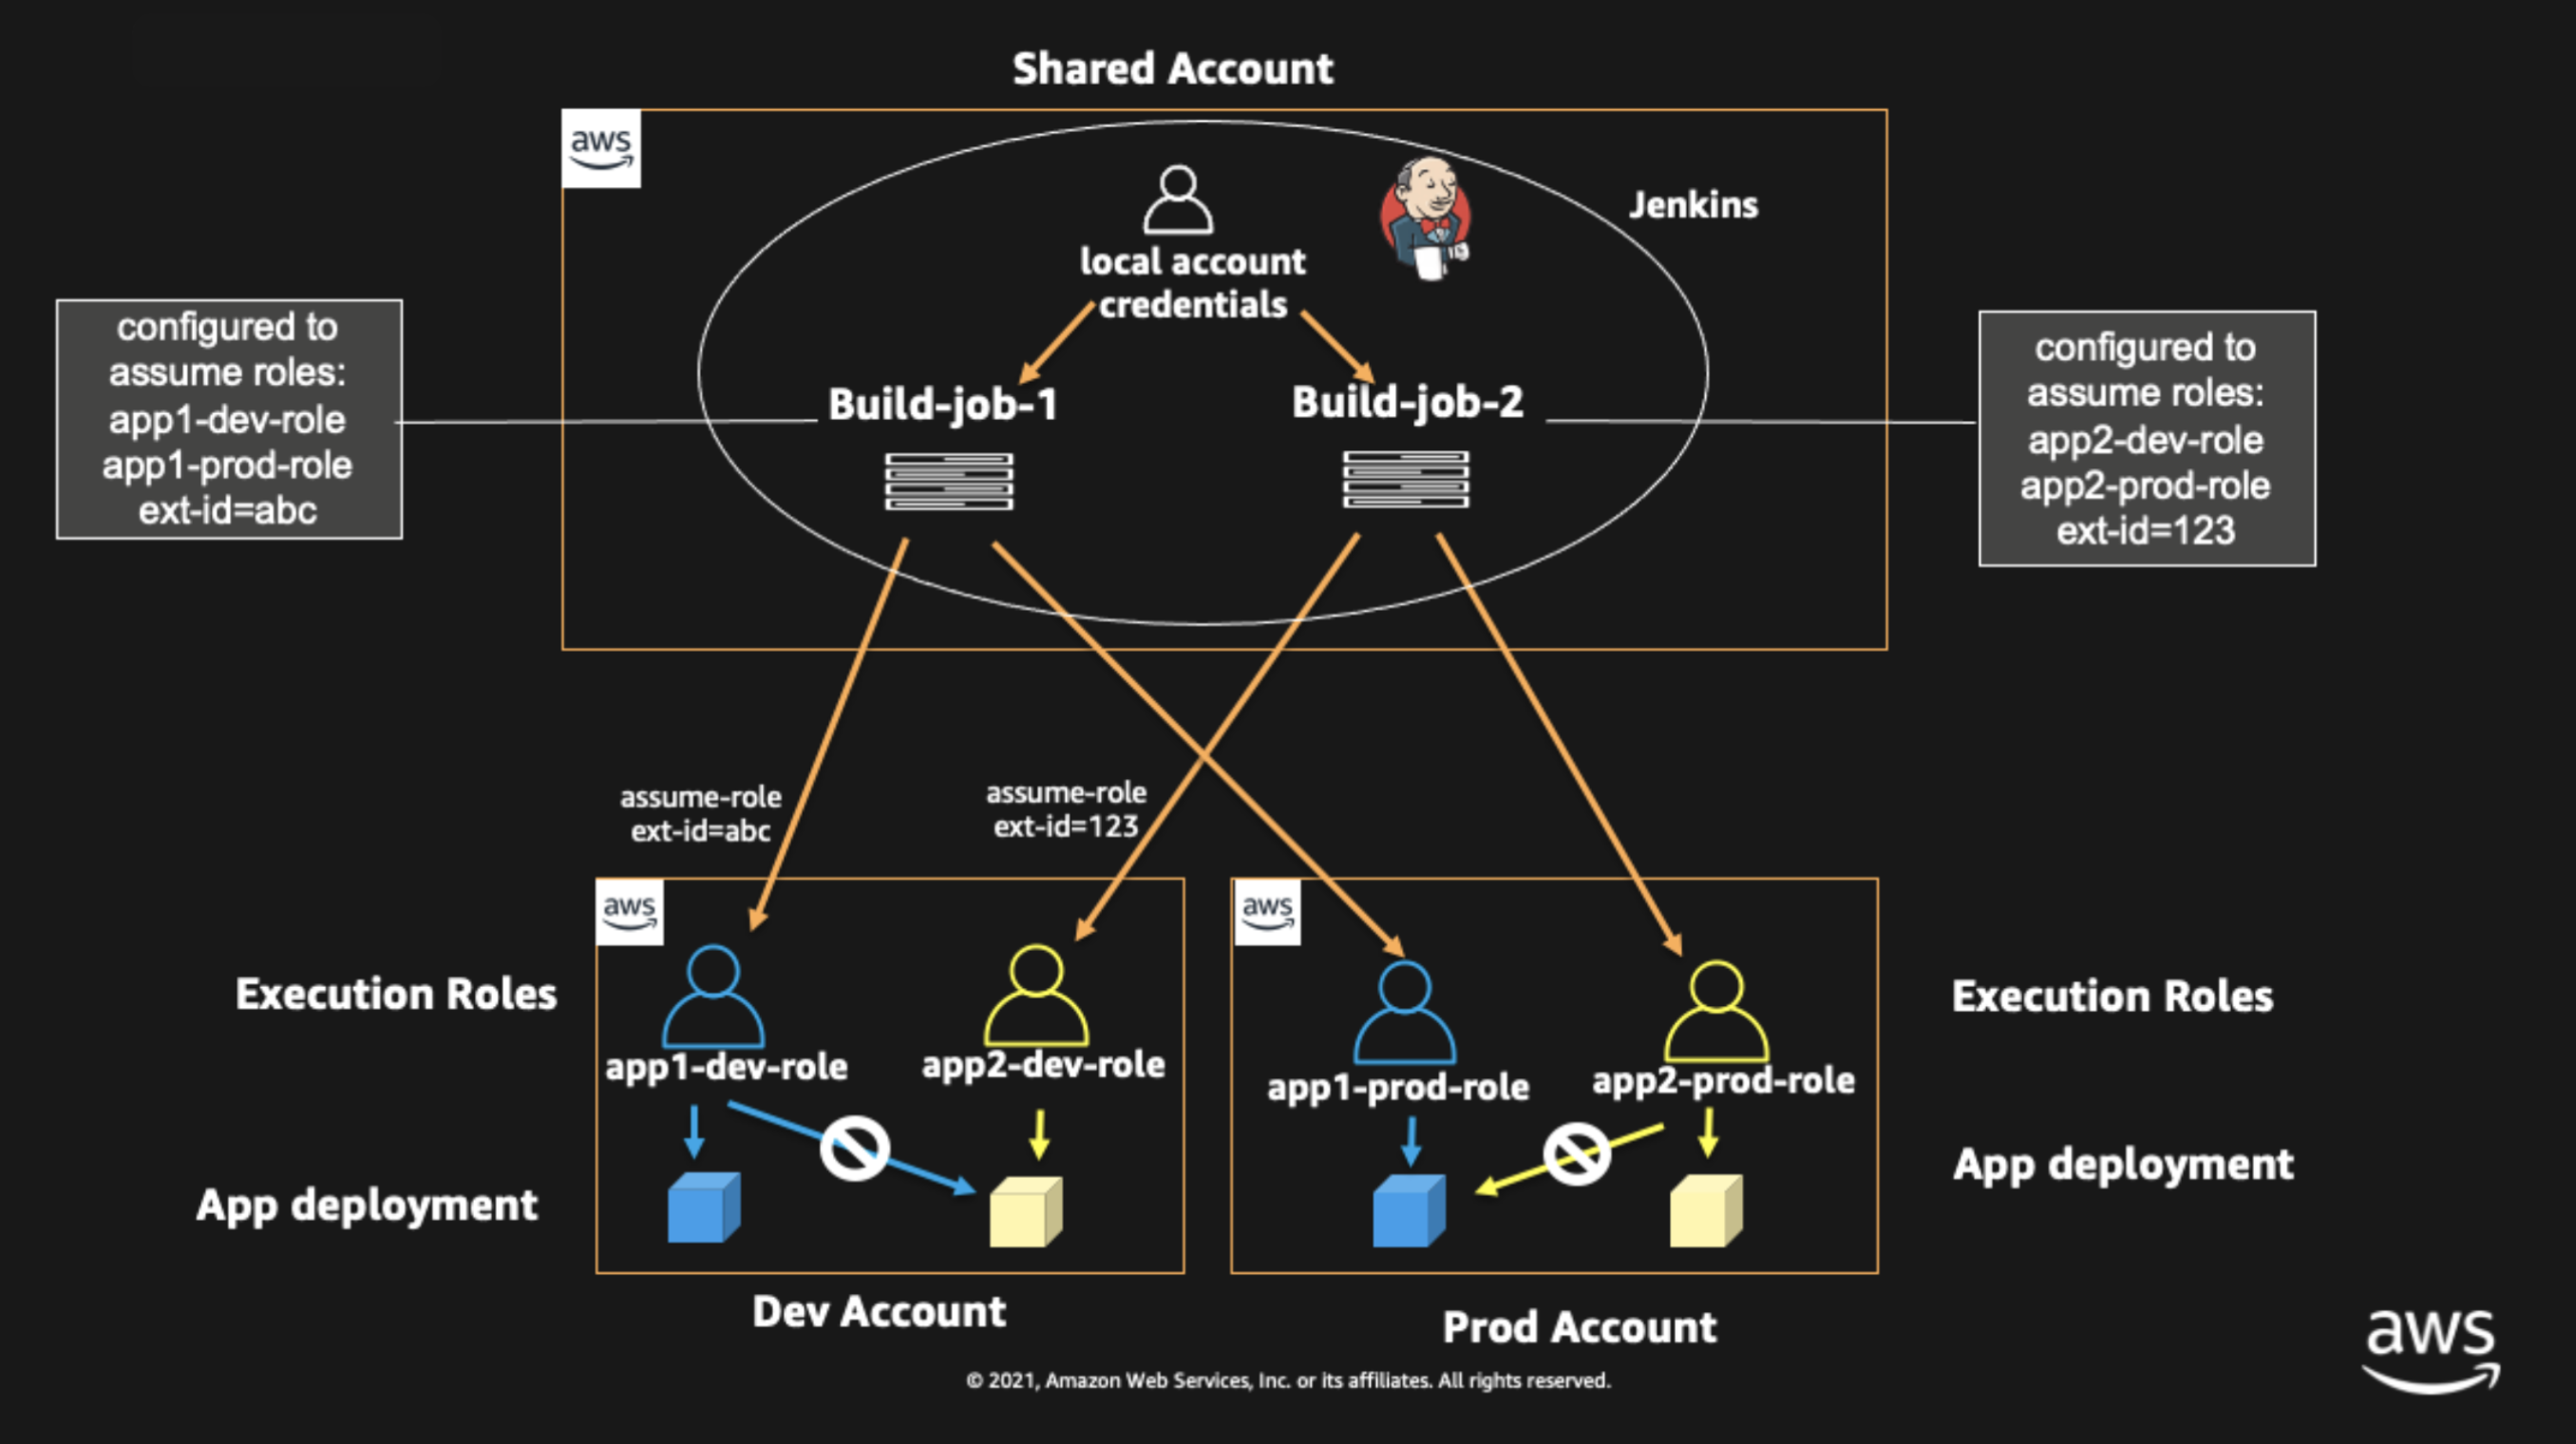 Shared Account
aws
Jenkins
local account
credentials
configured to
assume roles:
app1-dev-role
app1-prod-role
ext-id=abc
Build-job-1
Build-job-2
configured to
assume roles:
app2-dev-role
app2-prod-role
ext-id=123
assume-role
ext-id=abc
assume-role
ext-id=123
aws
aws
Execution Roles
app1-dev-role
app2-dev-role
app1-prod-role
app2-prod-role
Execution Roles
App deployment
App deployment
Dev Account
Prod Account
© 2021, Amazon Web Services, Inc. or its affiliates. All rights reserved.
aws